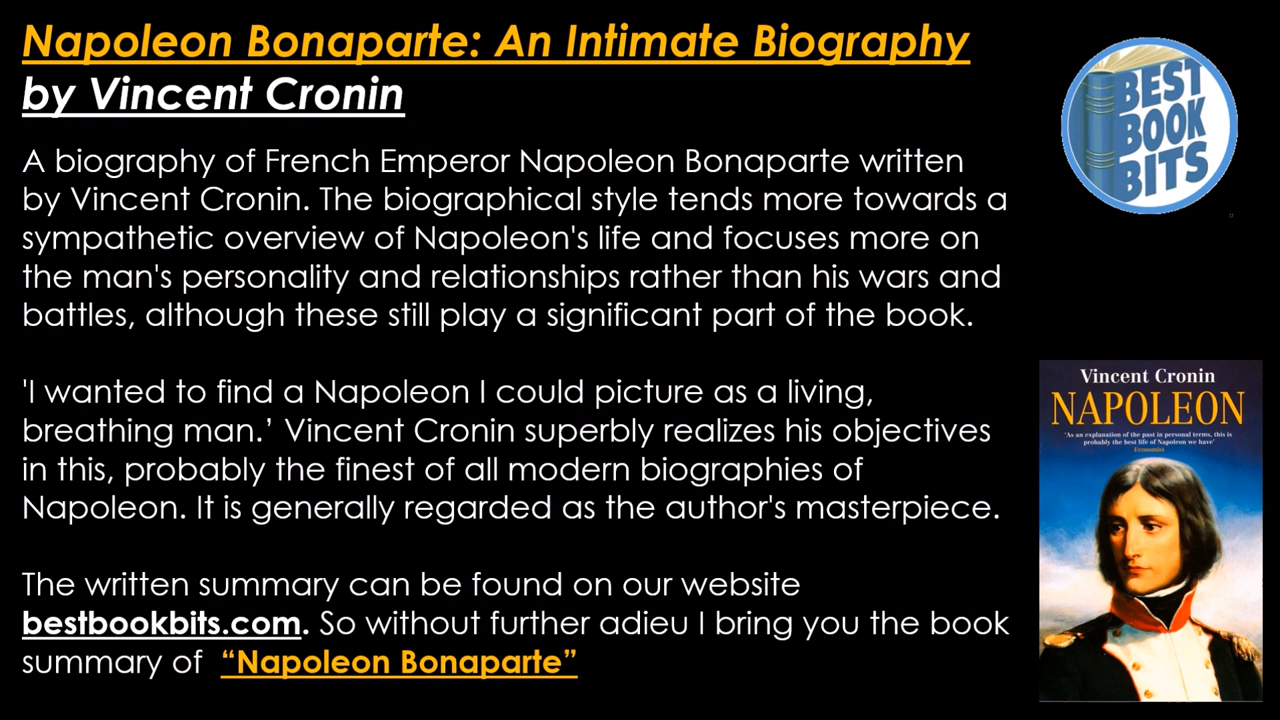 Napoleon Bonaparte: An Intimate Biography
by Vincent Cronin
A biography of French Emperor Napoleon Bonaparte written
by Vincent Cronin. The biographical style tends more towards a
sympathetic overview of Napoleon's life and focuses more on
the man's personality and relationships rather than his wars and
battles, although these still play a significant part of the book.
'I wanted to find a Napoleon I could picture as a living,
breathing man.’ Vincent Cronin superbly realizes his objectives
in this, probably the finest of all modern biographies of
Napoleon. It is generally regarded as the author's masterpiece.
The written summary can be found on our website
bestbookbits.com. So without further adieu I bring you the book
summary of “Napoleon Bonaparte”
BEST
BOOK
BITS
Vincent Cronin
NAPOLEON
'As an explanation of the past in personal terms, this is
probably the best life of Napoleon we have'
Economist